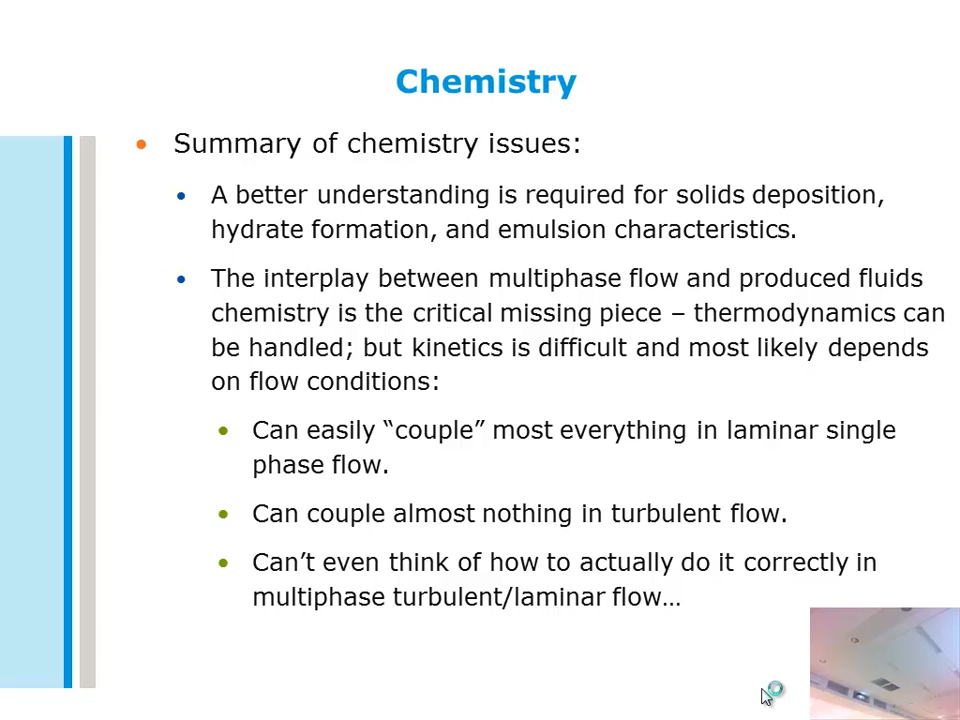 Chemistry
Summary of chemistry issues:
A better understanding is required for solids deposition,
hydrate formation, and emulsion characteristics.
The interplay between multiphase flow and produced fluids
chemistry is the critical missing piece – thermodynamics can
be handled; but kinetics is difficult and most likely depends
on flow conditions:
Can easily “couple” most everything in laminar single
phase flow.
Can couple almost nothing in turbulent flow.
Can’t even think of how to actually do it correctly in
multiphase turbulent/laminar flow…